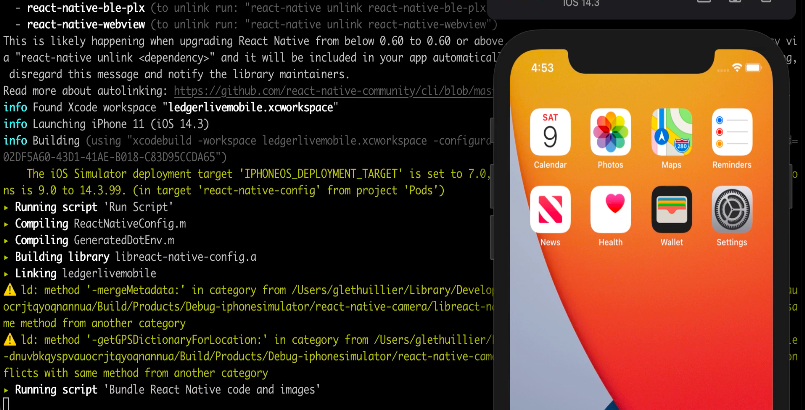 - react-native-ble-plx (to unlink run: "react-native unlink react-native-ble-plx
- react-native-webview (to unlink run: "react-native unlink react-native-webview")
This is likely happening when upgrading React Native from below 0.60 to 0.60 or above vi
a "react-native unlink <dependency>" and it will be included in your app automatical
disregard this message and notify the library maintainers.
Read more about autolinking: https://github.com/react-native-community/cli/blob/mas
info Found Xcode workspace "ledgerlivemobile.xcworkspace"
info Launching iPhone 11 (iOS 14.3)
info Building (using "xcodebuild -workspace ledgerlivemobile.xcworkspace -configura d=
02DF5A60-43D1-41AE-B018-C83D95CCDA65")
The iOS Simulator deployment target 'IPHONEOS_DEPLOYMENT_TARGET' is set to 7.0,
ns is 9.0 to 14.3.99. (in target 'react-native-config' from project 'Pods')
▸ Running script 'Run Script'
▸ Compiling ReactNativeConfig.m
▸ Compiling GeneratedDotEnv.m
▸ Building library libreact-native-config.a
▸ Linking ledgerlivemobile
⚠️ ld: method '-mergeMetadata:' in category from /Users/glethuillier/Library/Develop
uocrjtqyoqnannua/Build/Products/Debug-iphonesimulator/react-native-camera/libreact-n sa
me method from another category
⚠️ ld: method '-getGPSDictionaryForLocation:' in category from /Users/glethuillier/
-dnuvbkqyspvauocrjtqyoqnannua/Build/Products/Debug-iphonesimulator/react-native-came on
flicts with same method from another category
▸ Running script 'Bundle React Native code and images'
iOS 14.3
4:53
SAT
9
280
Calendar Photos Maps Reminders
News Health Wallet Settings